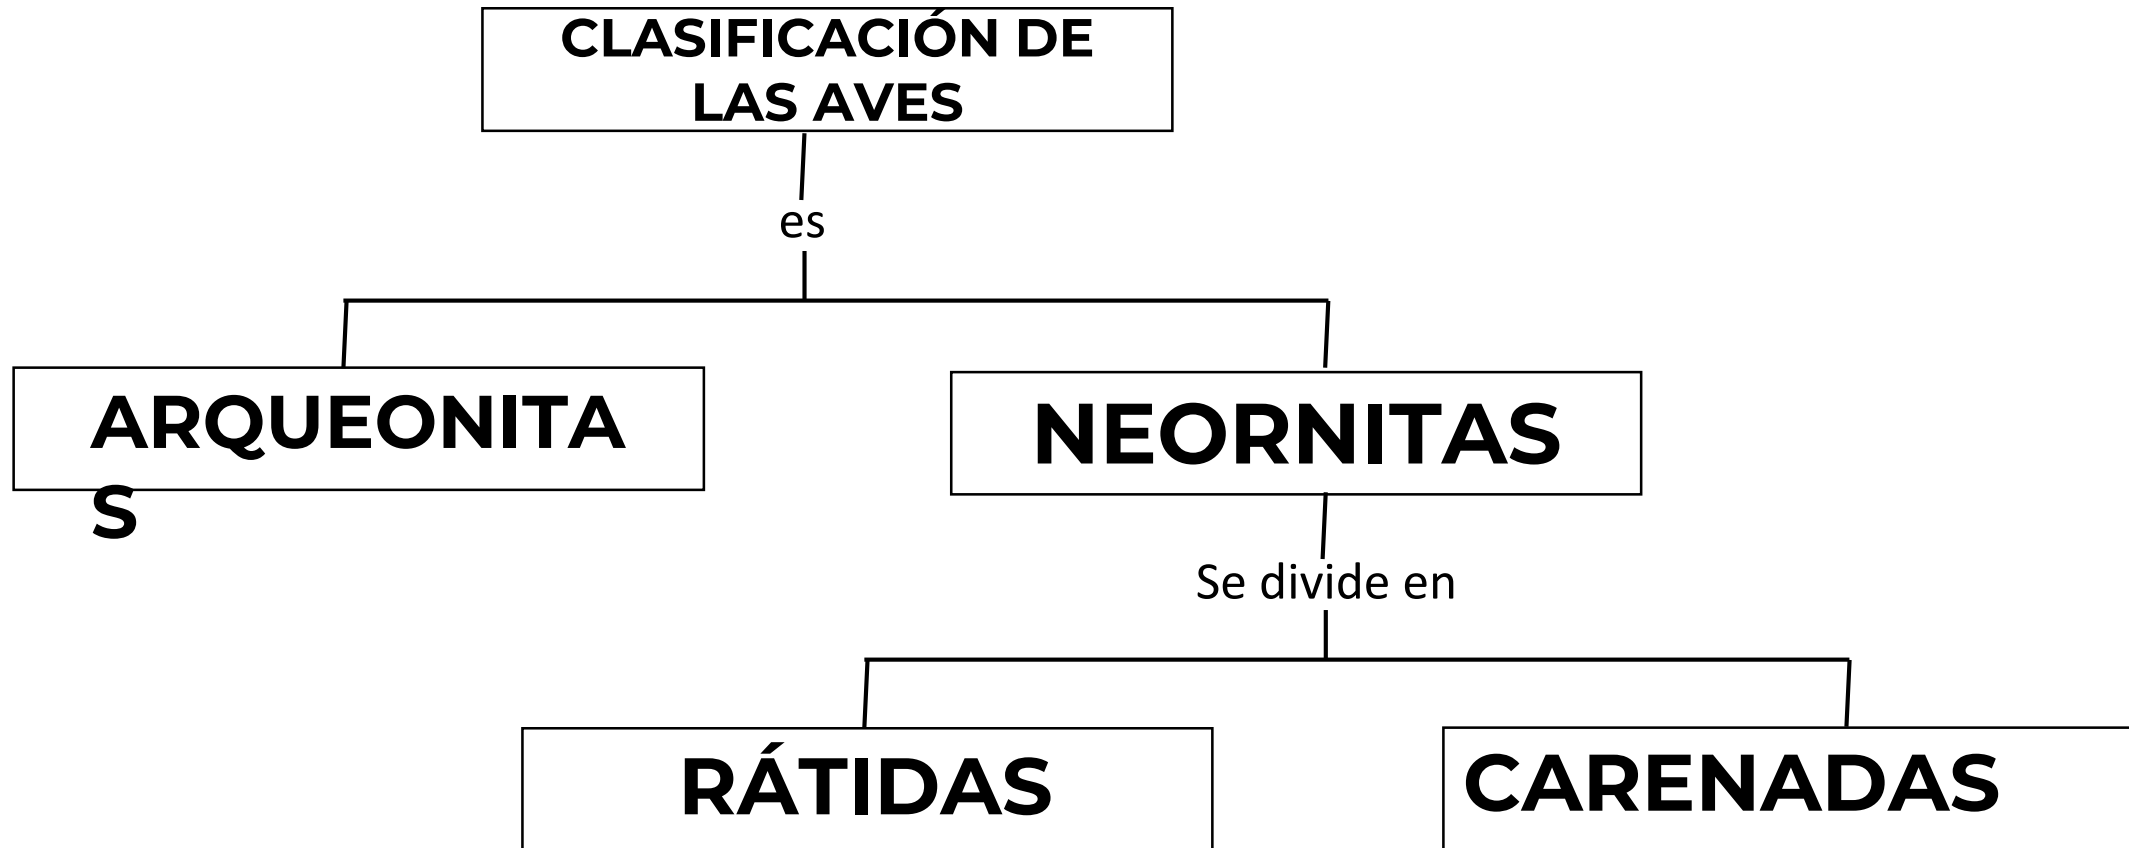 CLASIFICACIÓN DE
LAS AVES
es
ARQUEONITA
S
NEORNITAS
Se divide en
RÁTIDAS
CARENADAS